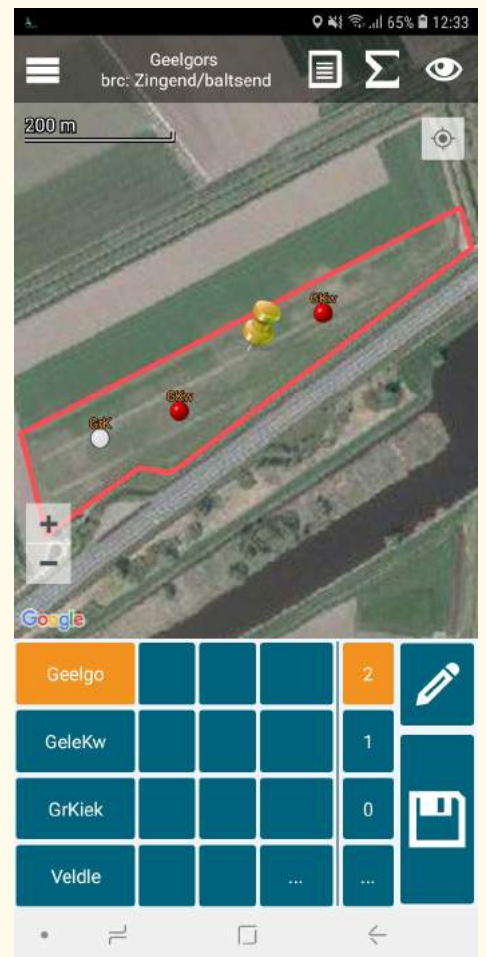 65% 12:33
Geelgors
brc: Zingend/baltsend
200 m
GKw
GKw
GrK
+
−
Google
Geelgo 2
GeleKw 1
GrKiek 0
Veldle ... ...